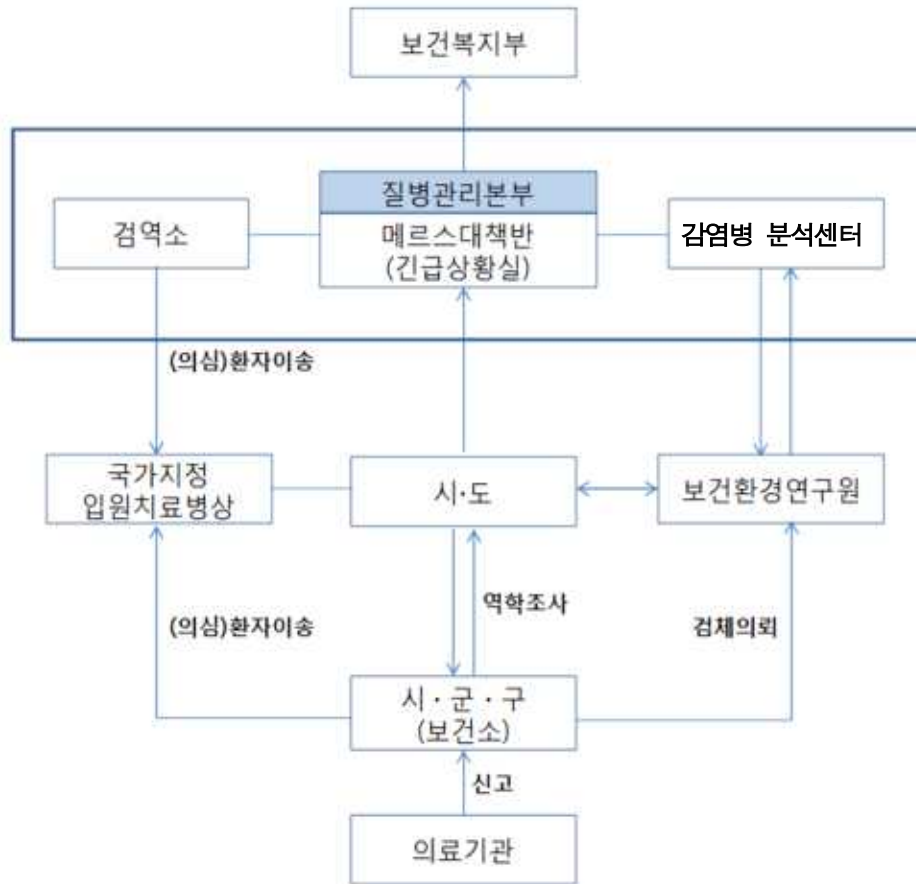 보건복지부
질병관리본부
검역소
메르스대책반
(긴급상황실)
감염병 분석센터
(의심)환자이송
국가지정
입원치료병상
시·도
보건환경연구원
역학조사
(의심)환자이송
검체의뢰
시·군·구
(보건소)
신고
의료기관